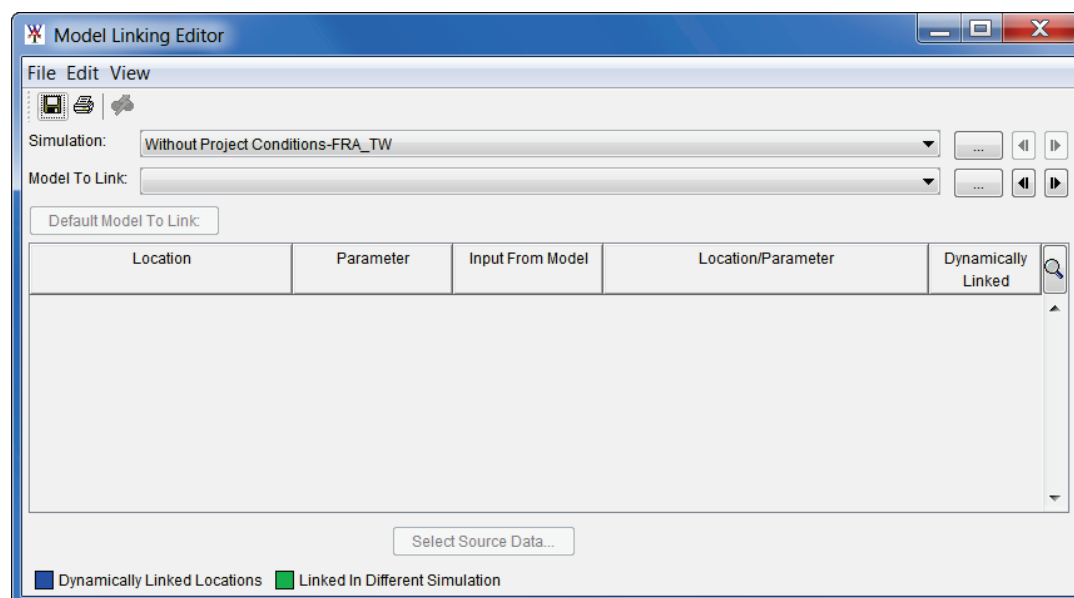 Model Linking Editor
File Edit View
Simulation: Without Project Conditions-FRA_TW ...
Model To Link: ...
Default Model To Link:
Location Parameter Input From Model Location/Parameter Dynamically
Linked
Select Source Data...
Dynamically Linked Locations Linked In Different Simulation